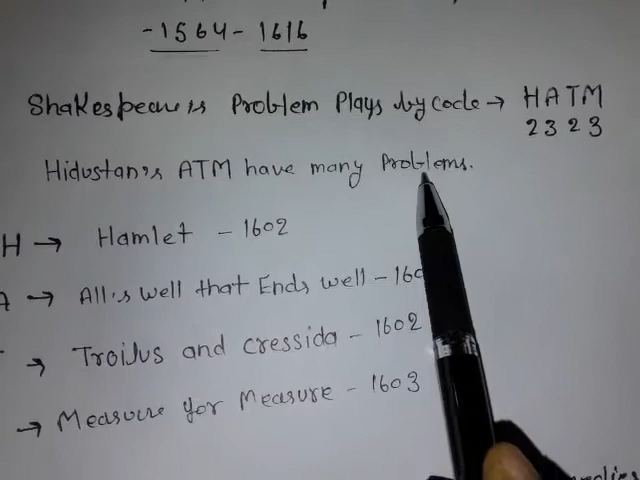 -1564- 1616
Shakespeare's Problem Plays by code → HATM
2323
Hidustan's ATM have many Problems.
H → Hamlet - 1602
A → All's well that Ends well - 160
→ Troilus and cressida - 1602
→ Measure for Measure - 1603